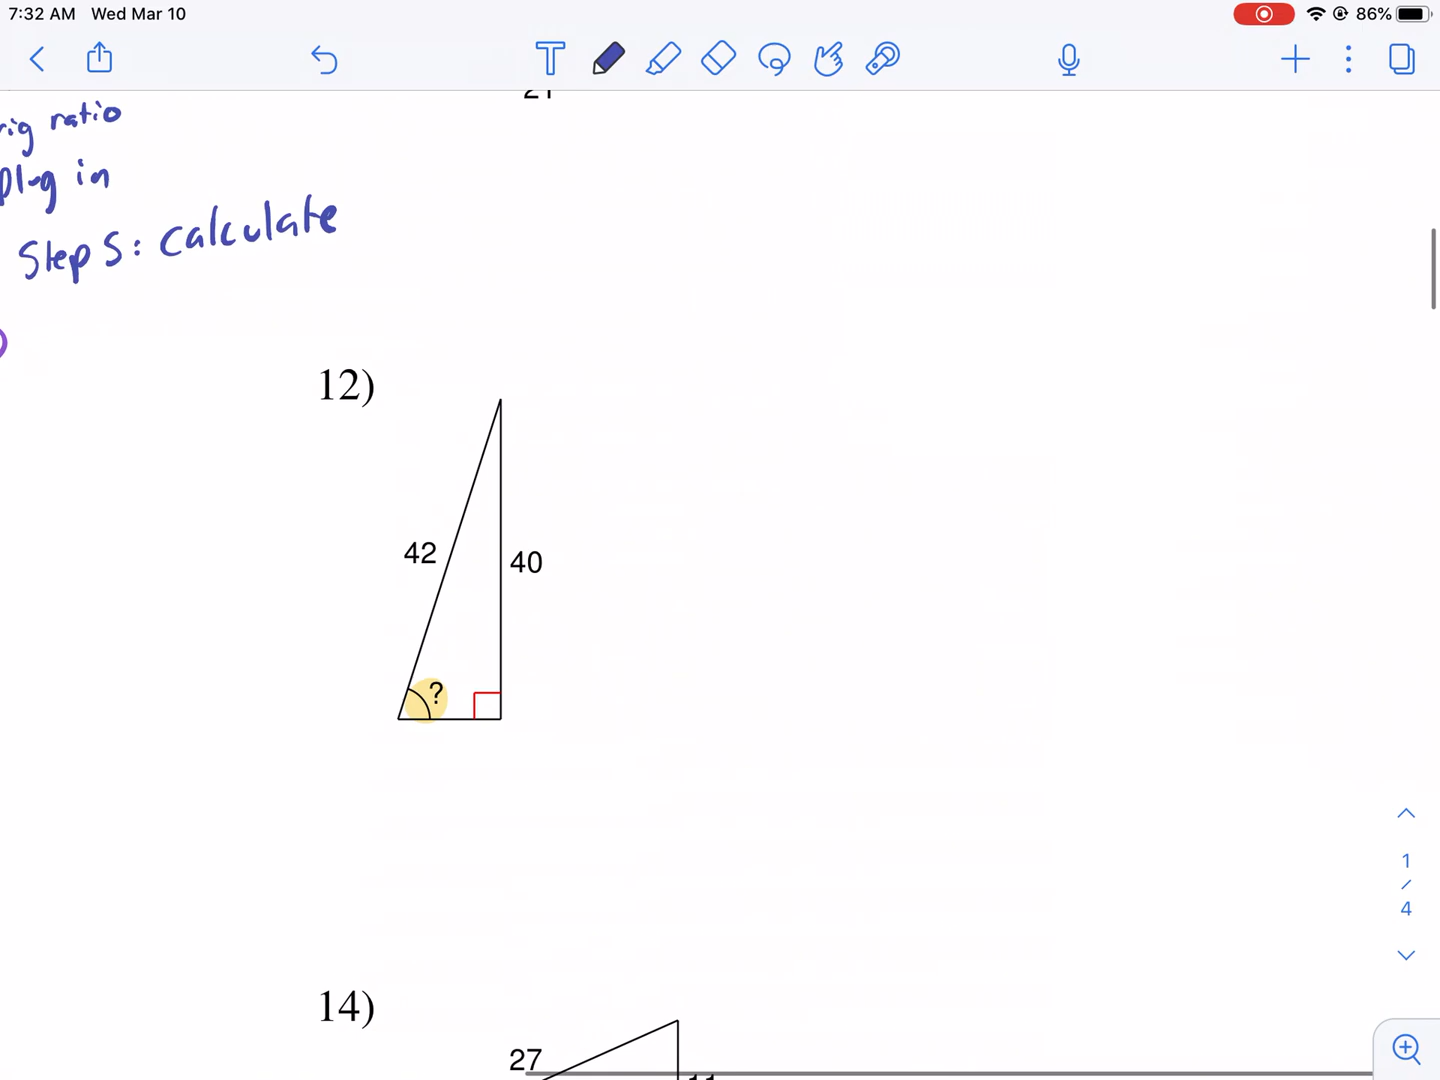 7:32 AM Wed Mar 10
86%
T
ratio
plug in
Step 5: calculate
12)
42
40
?
1
/
4
14)
27